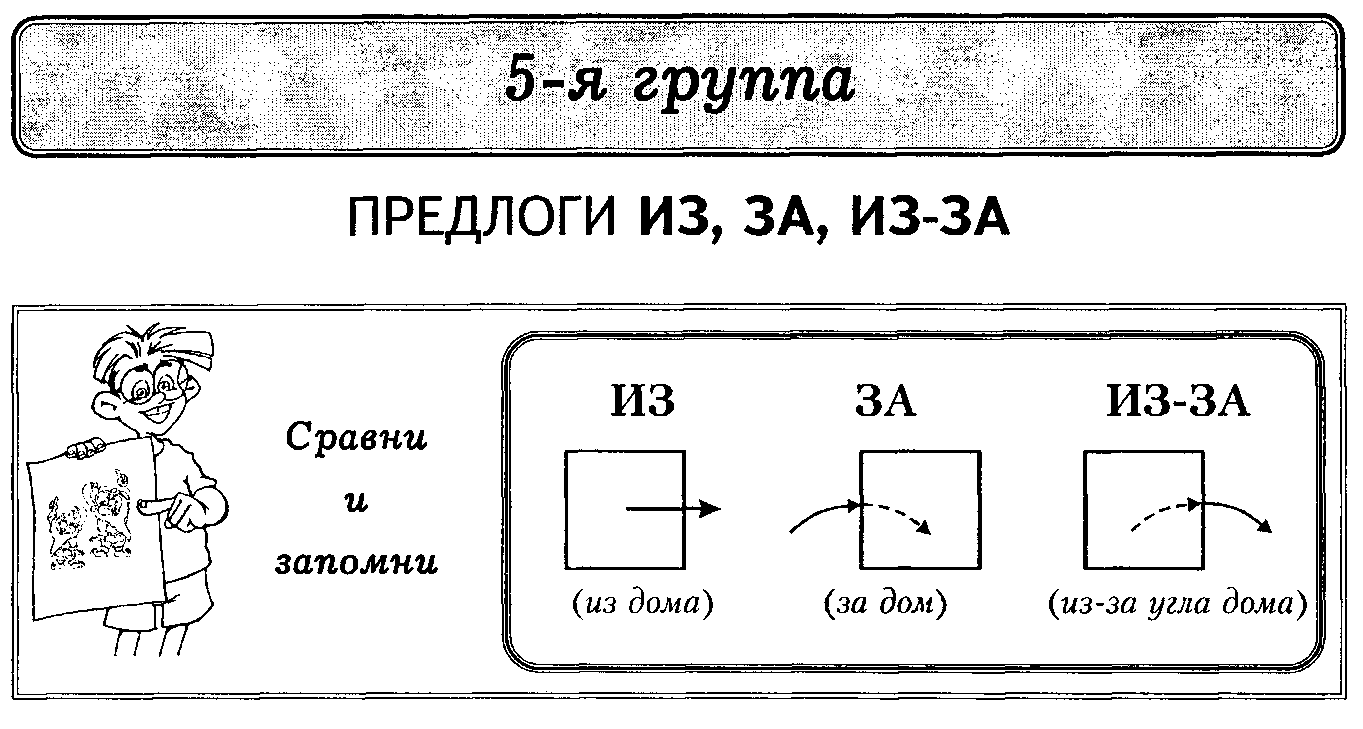 5-я группа
ПРЕДЛОГИ ИЗ, ЗА, ИЗ-ЗА
Сравни
и
запомни
ИЗ ЗА ИЗ-ЗА
(из дома) (за дом) (из-за угла дома)